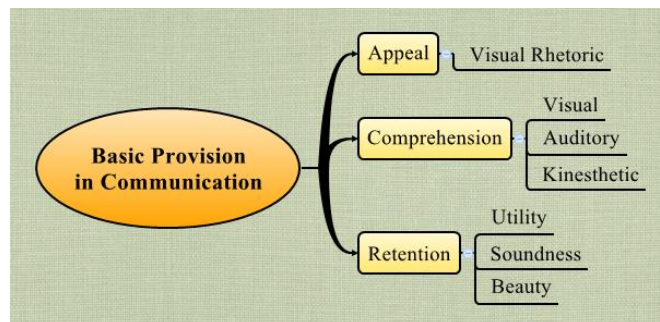 Basic Provision
in Communication
Appeal
Visual Rhetoric
Comprehension
Visual
Auditory
Kinesthetic
Retention
Utility
Soundness
Beauty